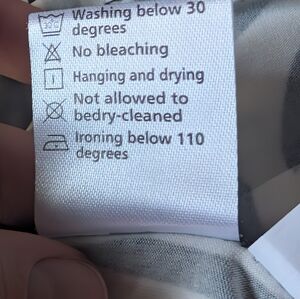 Washing below 30
degrees
No bleaching
Hanging and drying
Not allowed to
bedry-cleaned
Ironing below 110
degrees